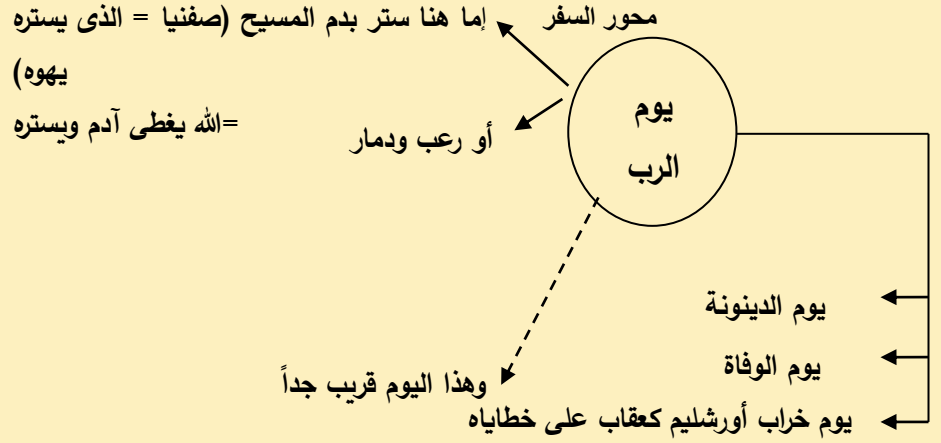 محور السفر
إما هنا ستر بدم المسيح (صفنيا = الذى يستره
يهوه)
=الله يغطى آدم ويستره
أو رعب ودمار
يوم
الرب
يوم الدينونة
يوم الوفاة
وهذا اليوم قريب جداً
يوم خراب أورشليم كعقاب على خطاياه